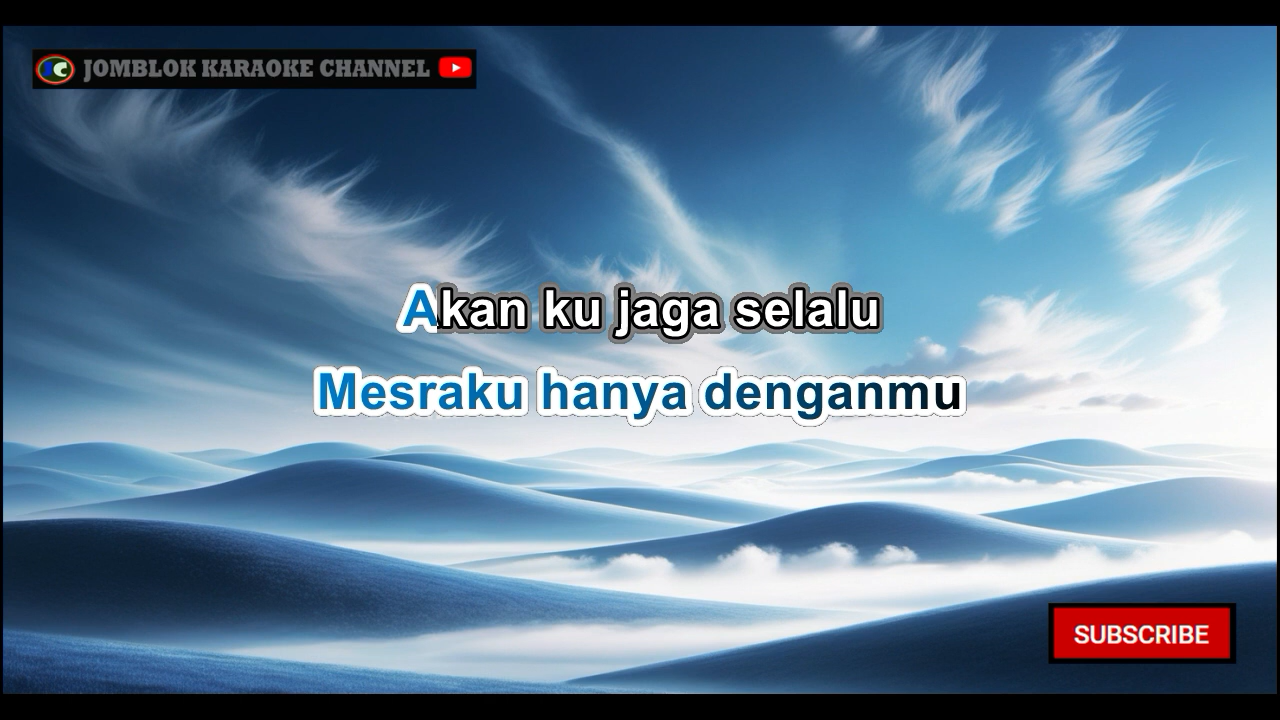 JOMBLOK KARAOKE CHANNEL
Akan ku jaga selalu
Mesraku hanya denganmu
SUBSCRIBE